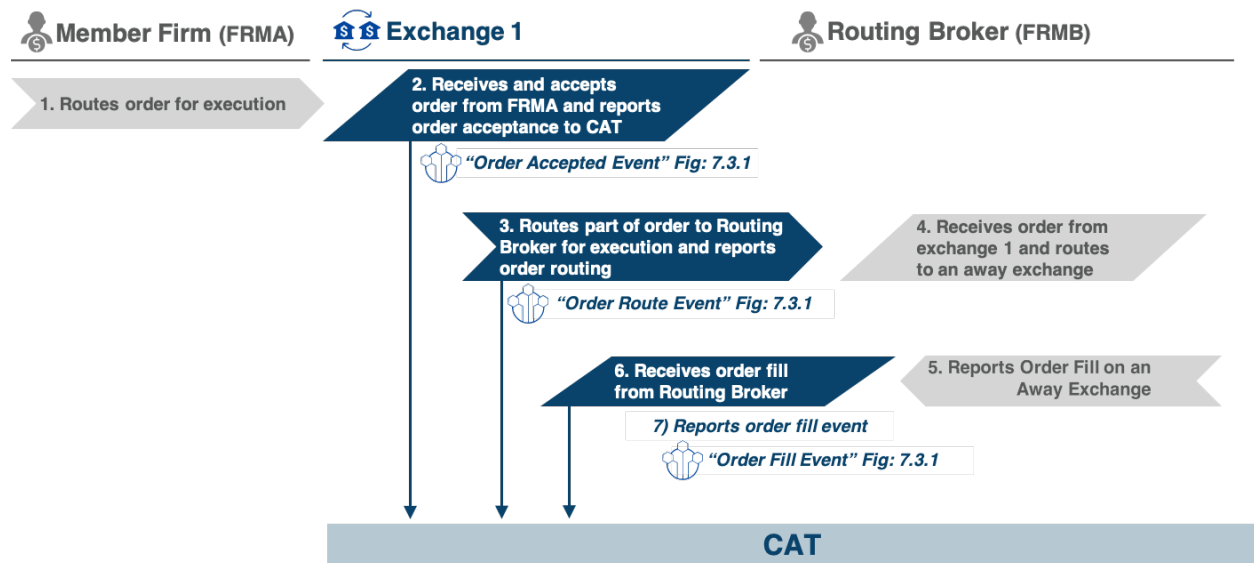 Member Firm (FRMA)
Exchange 1
Routing Broker (FRMB)
1. Routes order for execution
2. Receives and accepts
order from FRMA and reports
order acceptance to CAT
“Order Accepted Event” Fig: 7.3.1
3. Routes part of order to Routing
Broker for execution and reports
order routing
4. Receives order from
exchange 1 and routes
to an away exchange
“Order Route Event” Fig: 7.3.1
6. Receives order fill
from Routing Broker
5. Reports Order Fill on an
Away Exchange
7) Reports order fill event
“Order Fill Event” Fig: 7.3.1
CAT